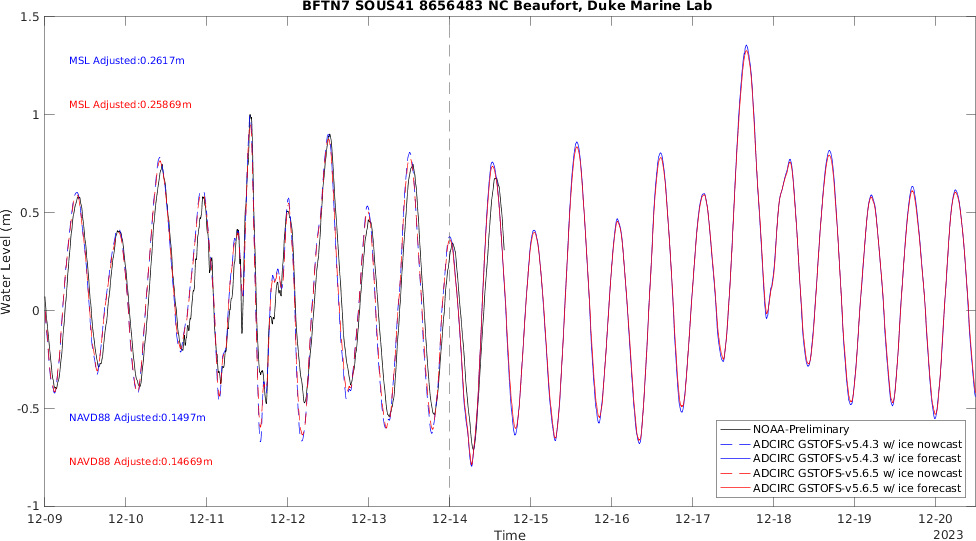 BFTN7 SOUS41 8656483 NC Beaufort, Duke Marine Lab
1.5
1
0.5
0
-0.5
-1
Water Level (m)
MSL Adjusted:0.2617m
MSL Adjusted:0.25869m
NAVD88 Adjusted:0.1497m
NAVD88 Adjusted:0.14669m
NOAA-Preliminary
ADCIRC GSTOFS-v5.4.3 w/ ice nowcast
ADCIRC GSTOFS-v5.4.3 w/ ice forecast
ADCIRC GSTOFS-v5.6.5 w/ ice nowcast
ADCIRC GSTOFS-v5.6.5 w/ ice forecast
12-09 12-10 12-11 12-12 12-13 12-14 12-15 12-16 12-17 12-18 12-19 12-20
Time
2023